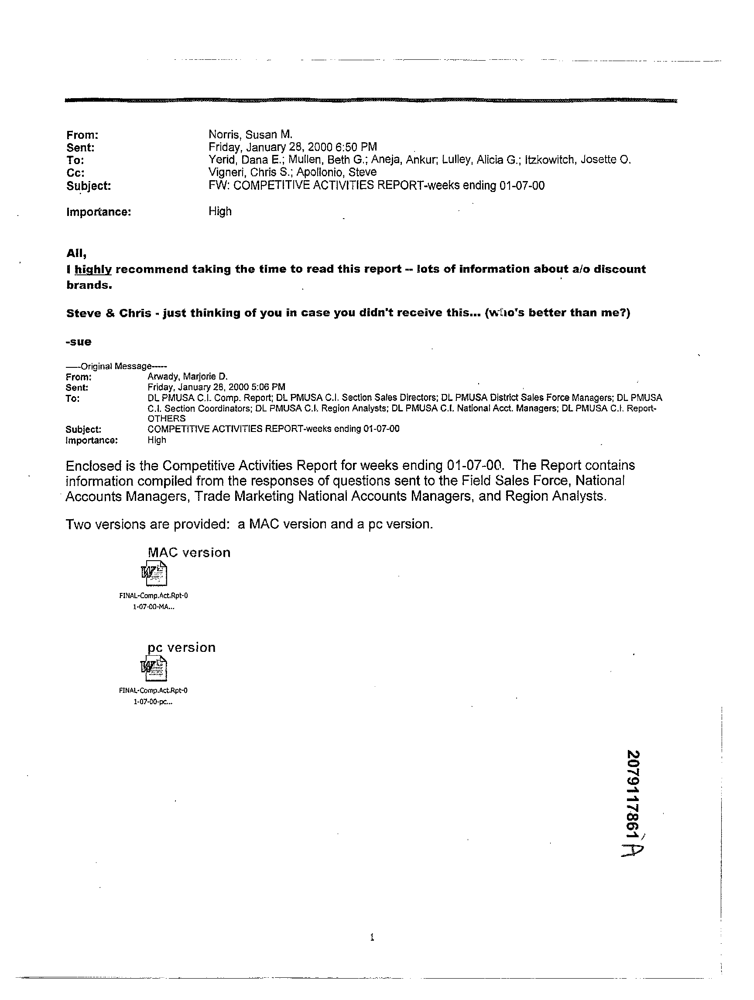 From: Norris, Susan M.
Sent: Friday, January 28, 2000 6:50 PM
To: Yerid, Dana E.; Mullen, Beth G.; Aneja, Ankur; Lulley, Alicia G.; Itzkowitch, Josette O.
Cc: Vigneri, Chris S.; Apollonio, Steve
Subject: FW: COMPETITIVE ACTIVITIES REPORT-weeks ending 01-07-00
Importance: High
All,
I highly recommend taking the time to read this report -- lots of information about a/o discount
brands.
Steve & Chris - just thinking of you in case you didn't receive this... (who's better than me?)
-sue
-----Original Message-----
From: Arwady, Marjorie D.
Sent: Friday, January 28, 2000 5:06 PM
To: DL PMUSA C.I. Comp. Report; DL PMUSA C.I. Section Sales Directors; DL PMUSA District Sales Force Managers; DL PMUSA
C.I. Section Coordinators; DL PMUSA C.I. Region Analysts; DL PMUSA C.I. National Acct. Managers; DL PMUSA C.I. Report-
OTHERS
Subject: COMPETITIVE ACTIVITIES REPORT-weeks ending 01-07-00
Importance: High
Enclosed is the Competitive Activities Report for weeks ending 01-07-00. The Report contains
information compiled from the responses of questions sent to the Field Sales Force, National
Accounts Managers, Trade Marketing National Accounts Managers, and Region Analysts.
Two versions are provided: a MAC version and a pc version.
MAC version
FINAL-Comp.Act.Rpt-0
1-07-00-MA...
pc version
FINAL-Comp.Act.Rpt-0
1-07-00-pc...
2079117861 A
1